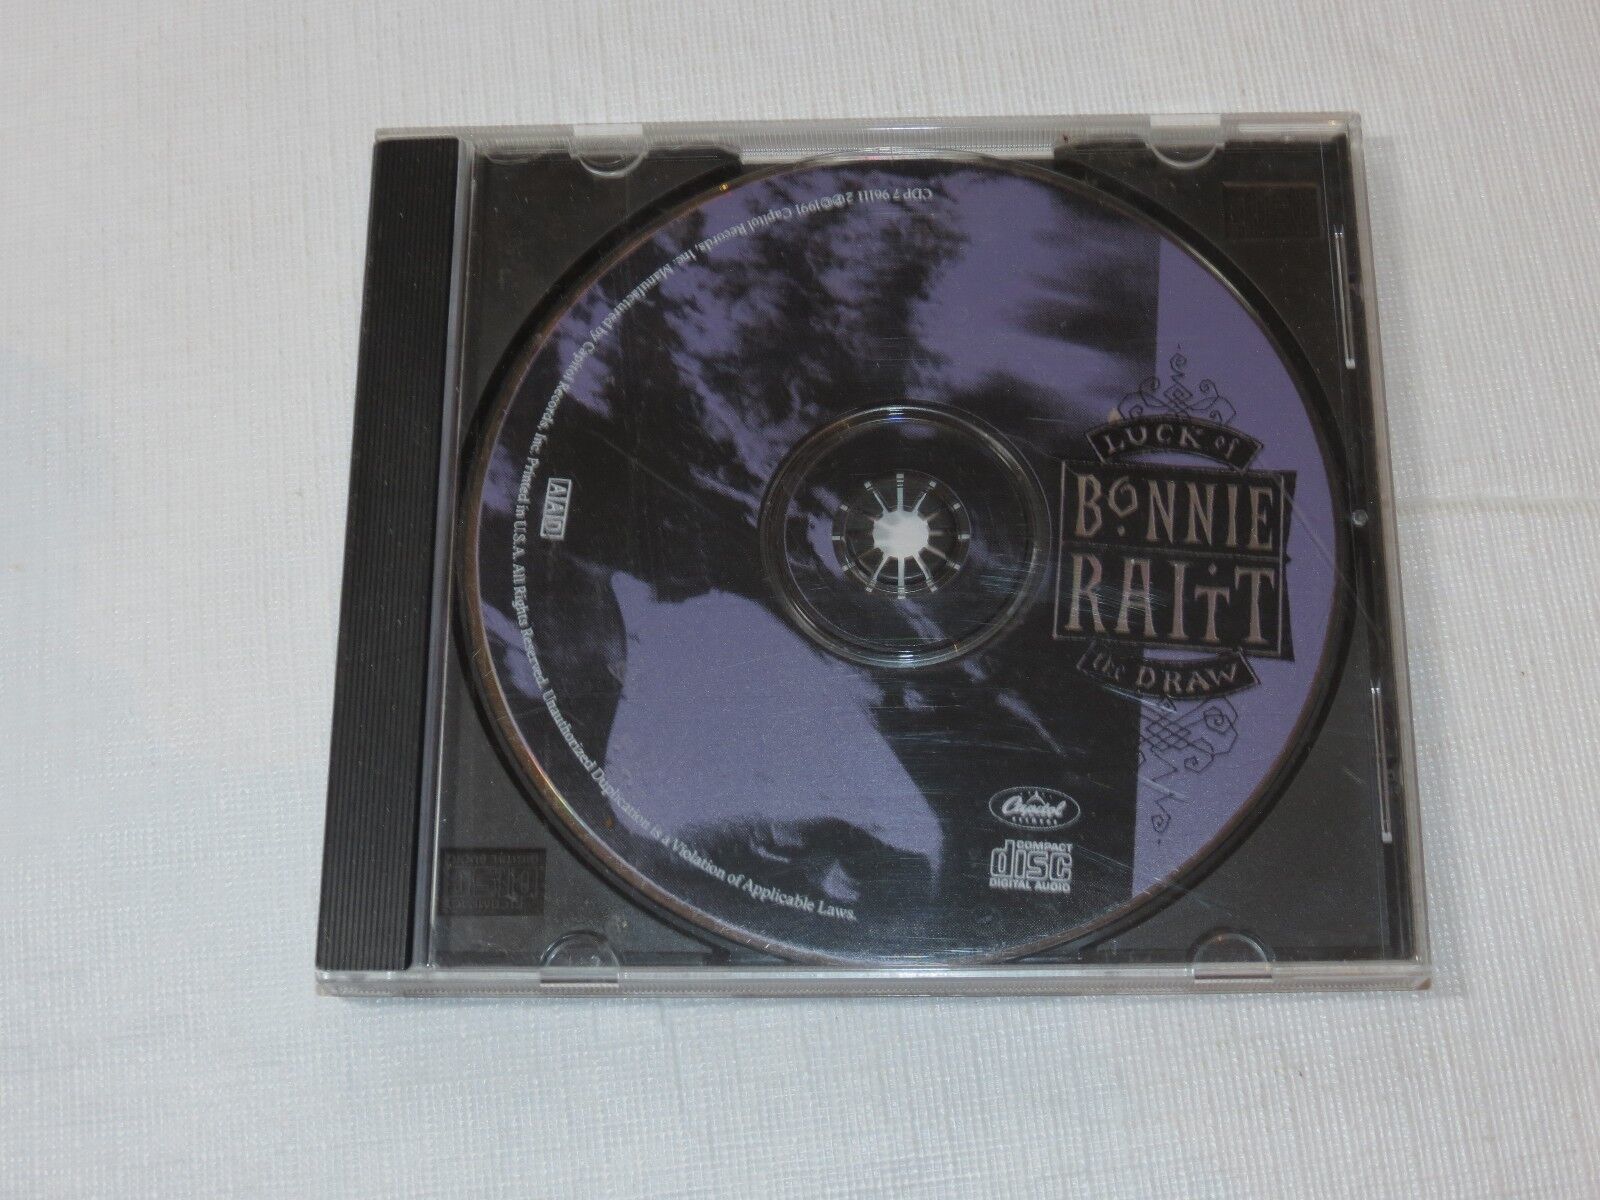 LUCK of
BONNIE
RAITT
the DRAW
CDP 7 96111 2 ℗©1991 Capitol Records, Inc. Manufactured by Capitol Records, Inc. Printed in U.S.A. All Rights Reserved. Unauthorized Duplication is a Violation of Applicable Laws.
AAD
Capitol
RECORDS
COMPACT
disc
DIGITAL AUDIO